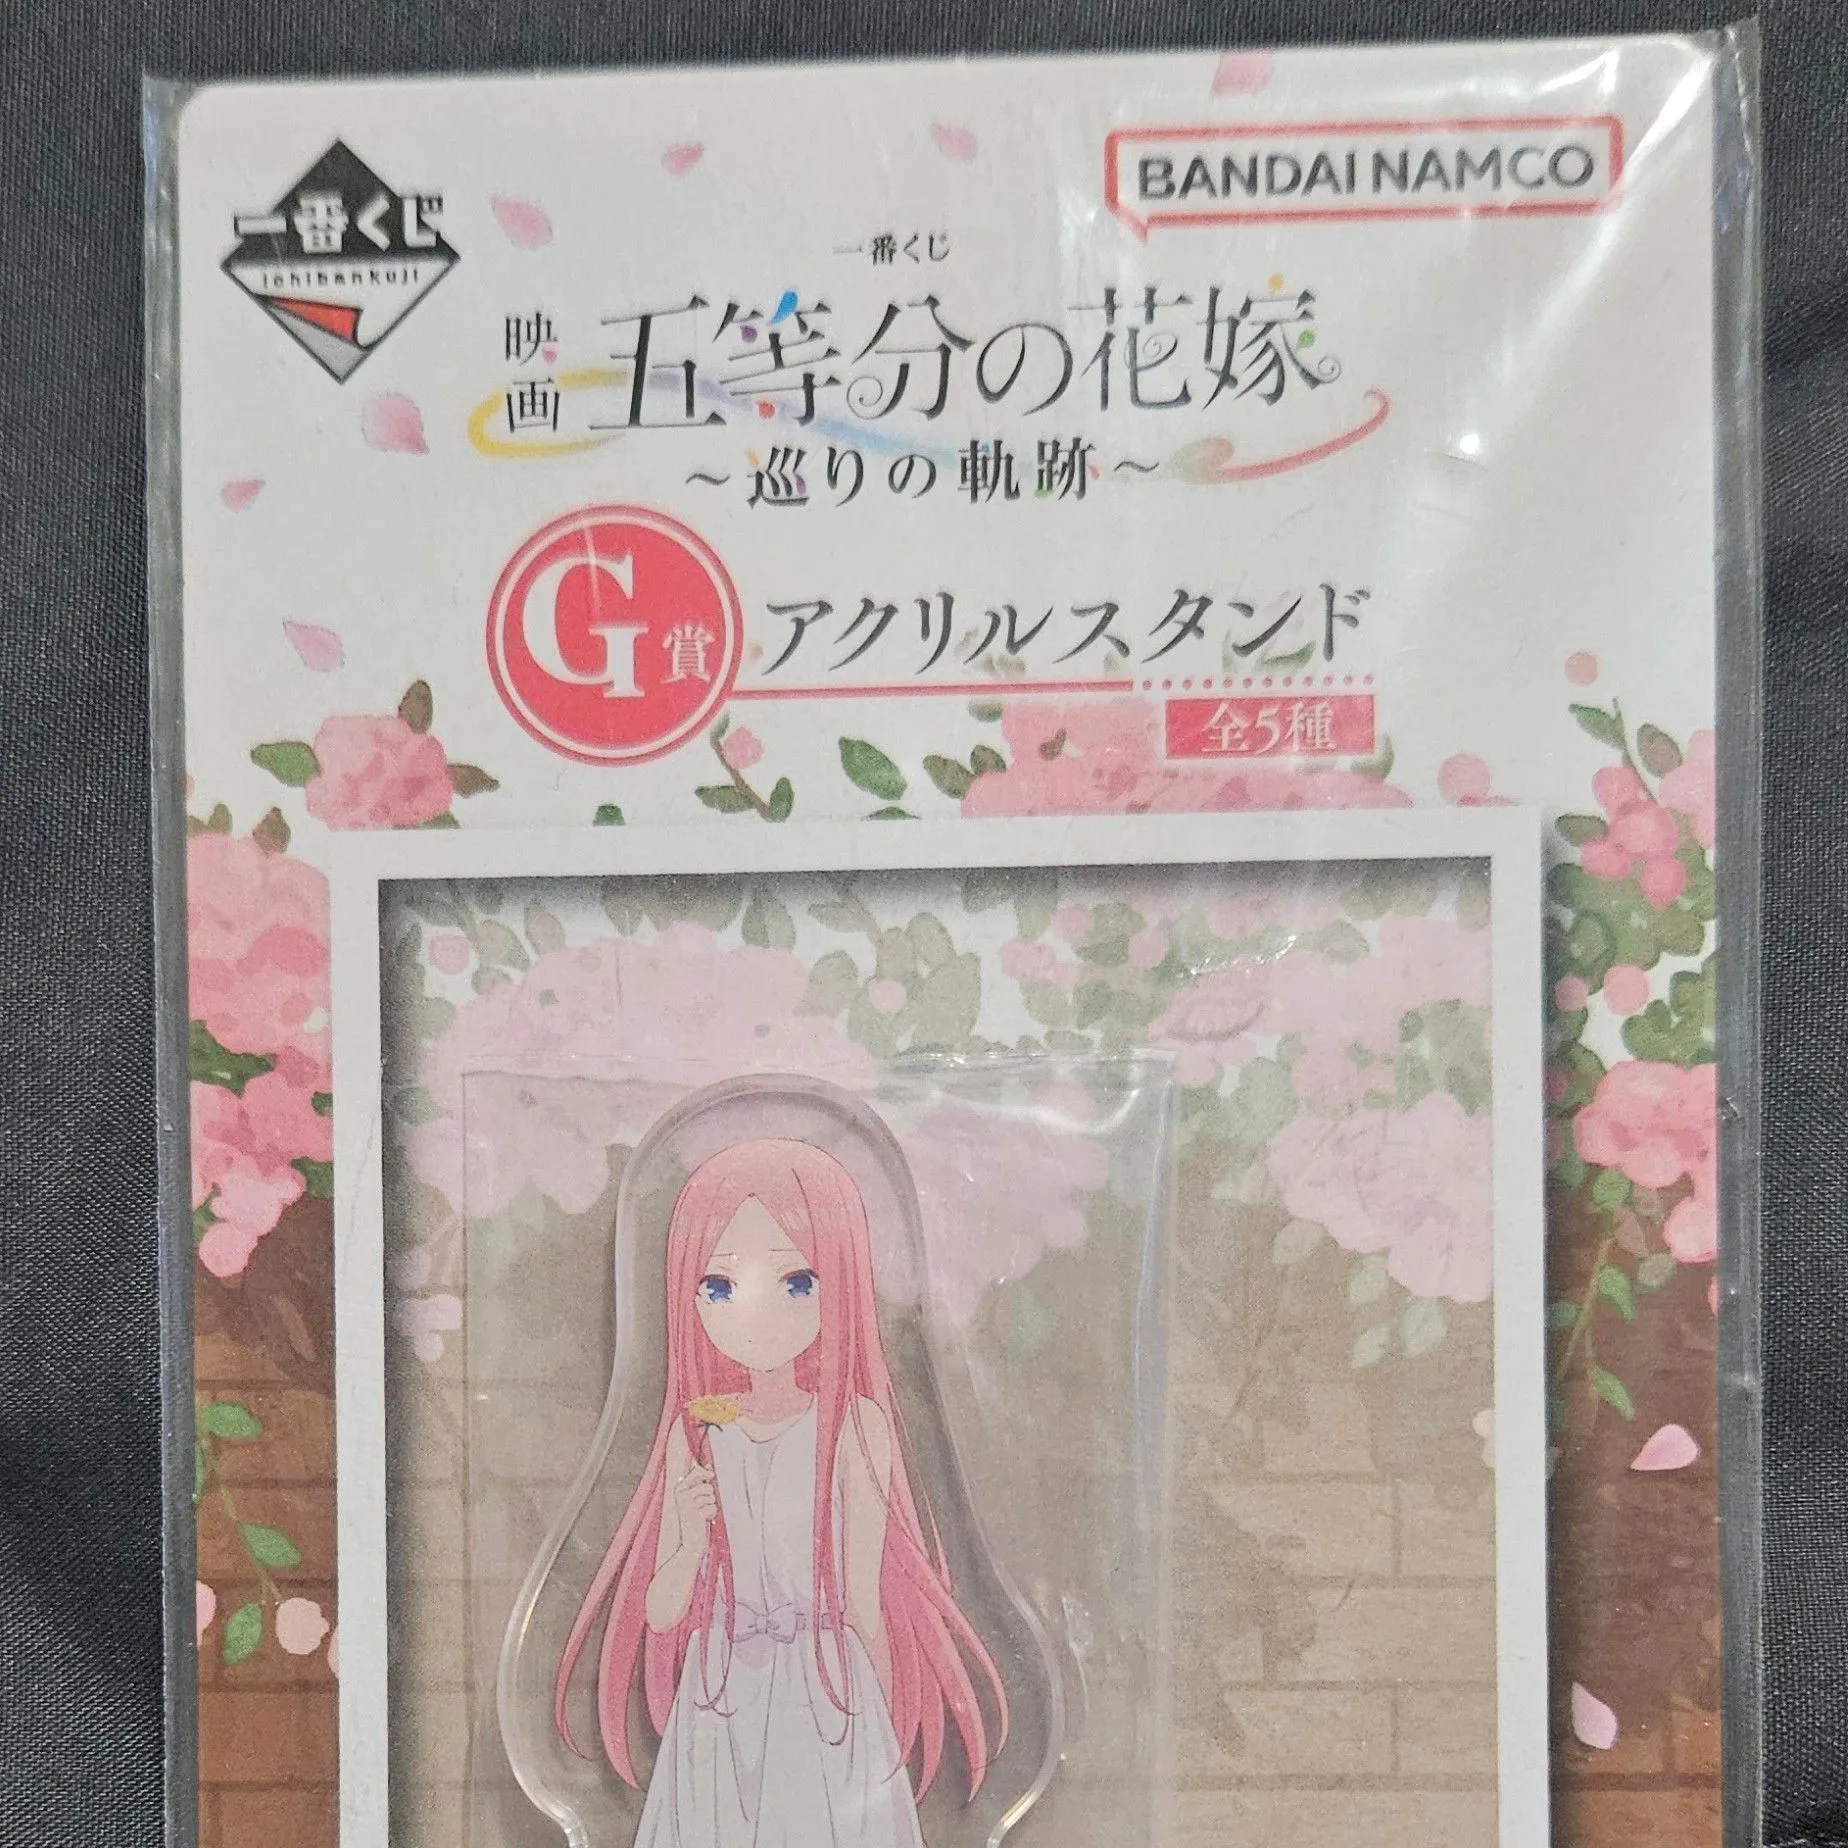 一番くじ
ichibankuji
BANDAI NAMCO
一番くじ
映画 五等分の花嫁
～巡りの軌跡～
G賞 アクリルスタンド
全5種